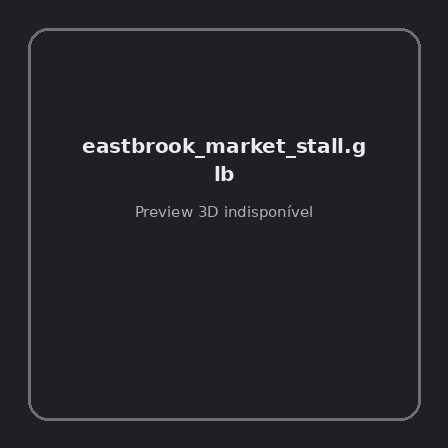 eastbrook_market_stall.g
lb
Preview 3D indisponível